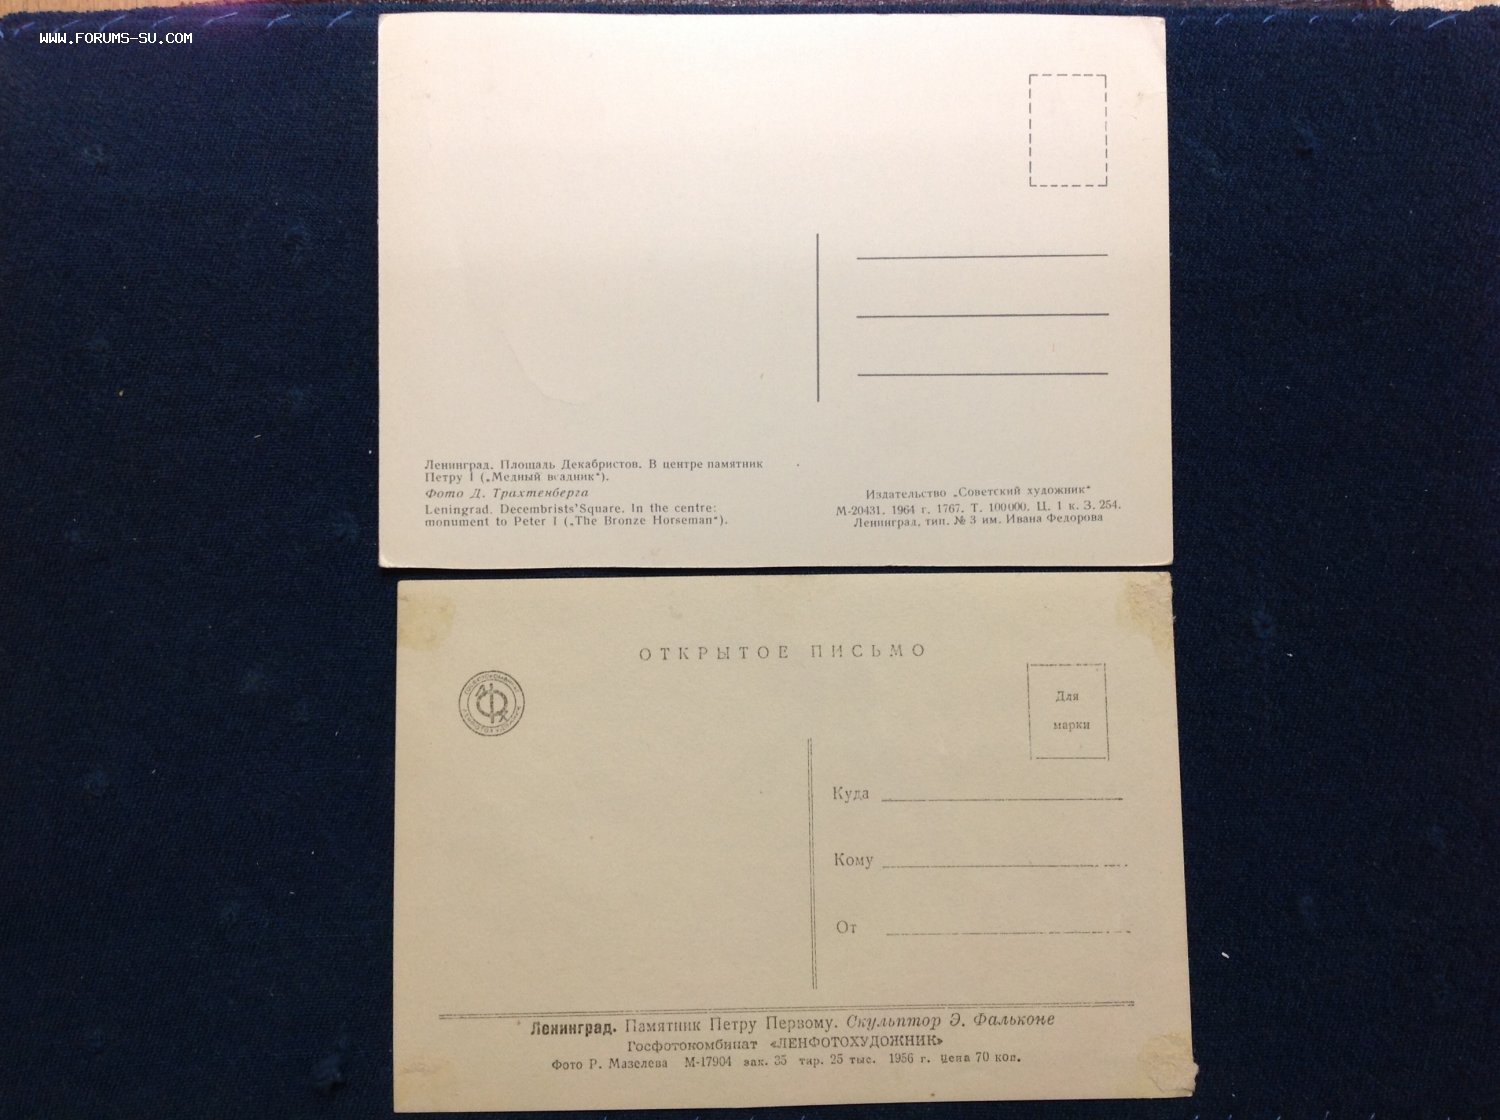 WWW.FORUMS-SU.COM
Ленинград. Площадь Декабристов. В центре памятник
Петру I („Медный всадник“).
Фото Д. Трахтенберга
Leningrad. Decembrists'Square. In the centre:
monument to Peter I („The Bronze Horseman“).
Издательство „Советский художник“
М-20431. 1964 г. 1767. Т. 100000. Ц. 1 к. З. 254.
Ленинград, тип. № 3 им. Ивана Федорова
ОТКРЫТОЕ ПИСЬМО
Для
марки
Куда
Кому
От
Ленинград. Памятник Петру Первому. Скульптор Э. Фальконе
Госфотокомбинат «ЛЕНФОТОХУДОЖНИК»
Фото Р. Мазелева М-17904 зак. 35 тир. 25 тыс. 1956 г. Цена 70 коп.